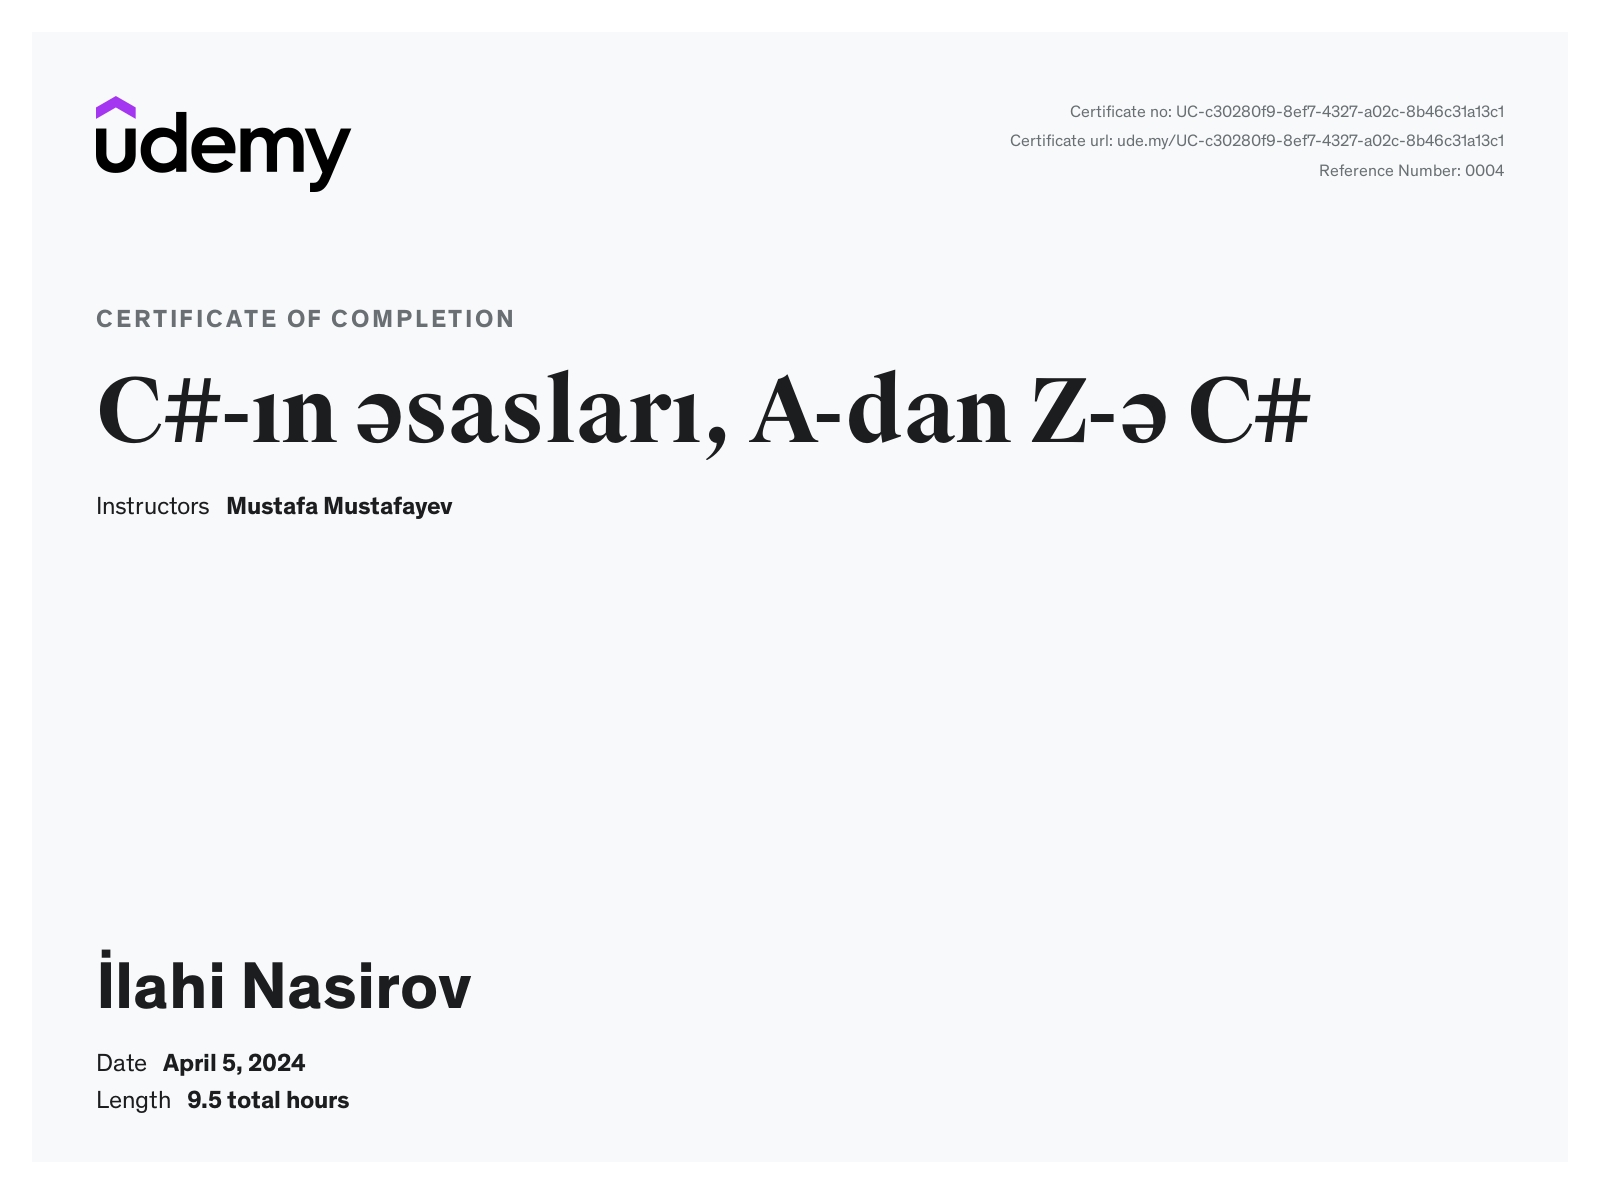 udemy
Certificate no: UC-c30280f9-8ef7-4327-a02c-8b46c31a13c1
Certificate url: ude.my/UC-c30280f9-8ef7-4327-a02c-8b46c31a13c1
Reference Number: 0004
CERTIFICATE OF COMPLETION
C#-ın əsasları, A-dan Z-ə C#
Instructors Mustafa Mustafayev
İlahi Nasirov
Date April 5, 2024
Length 9.5 total hours